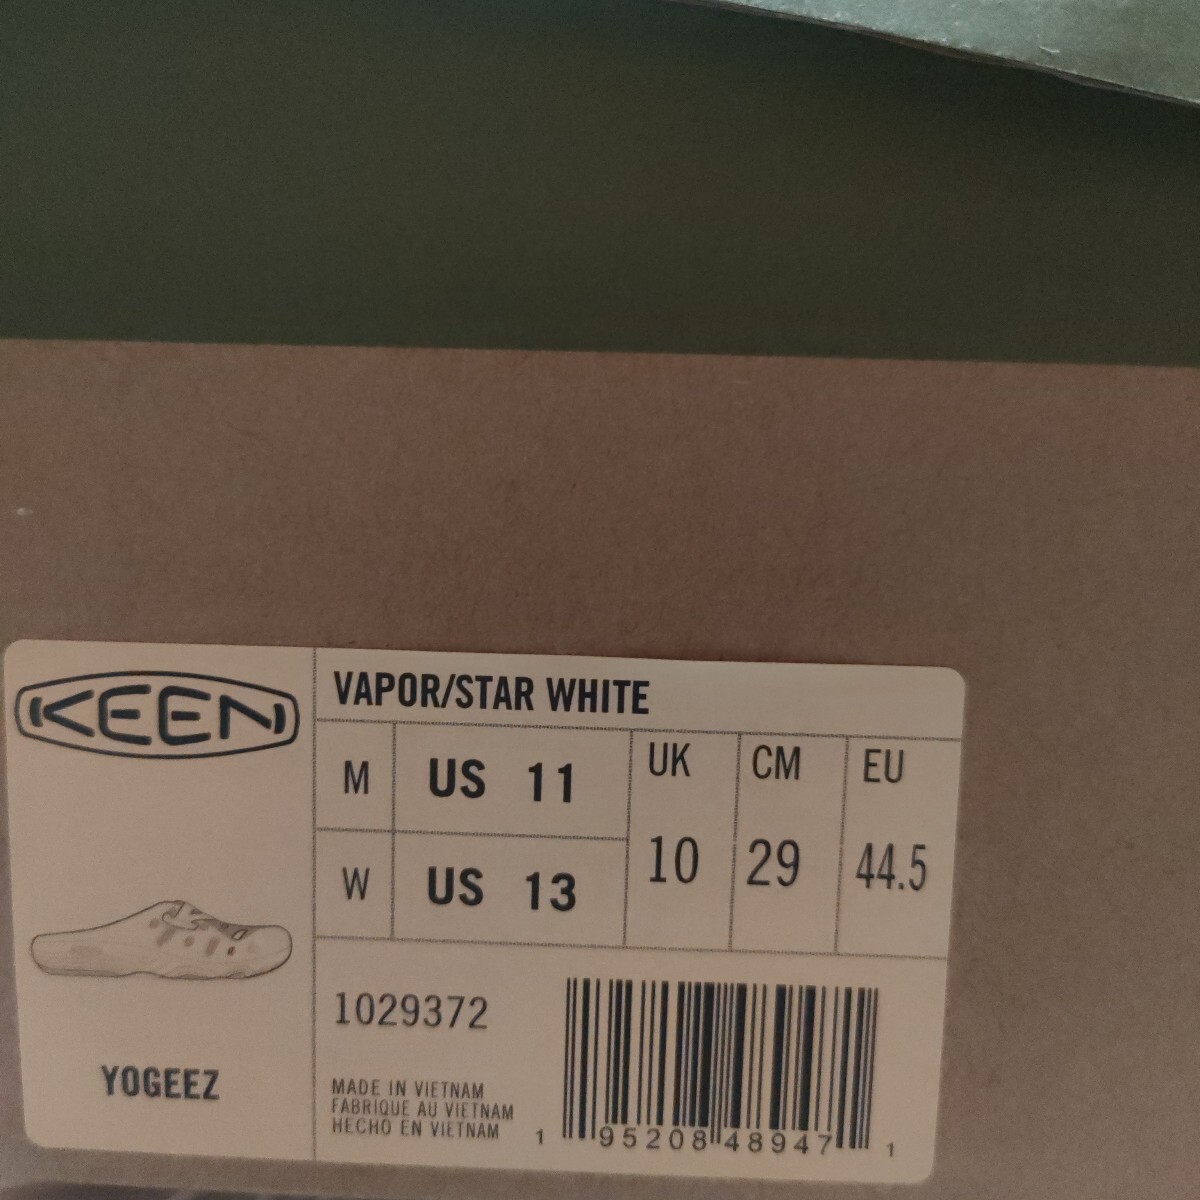 KEEN
VAPOR/STAR WHITE
M US 11
W US 13
UK CM EU
10 29 44.5
1029372
YOGEEZ
MADE IN VIETNAM
FABRIQUE AU VIETNAM
HECHO EN VIETNAM
1 95208 48947 1